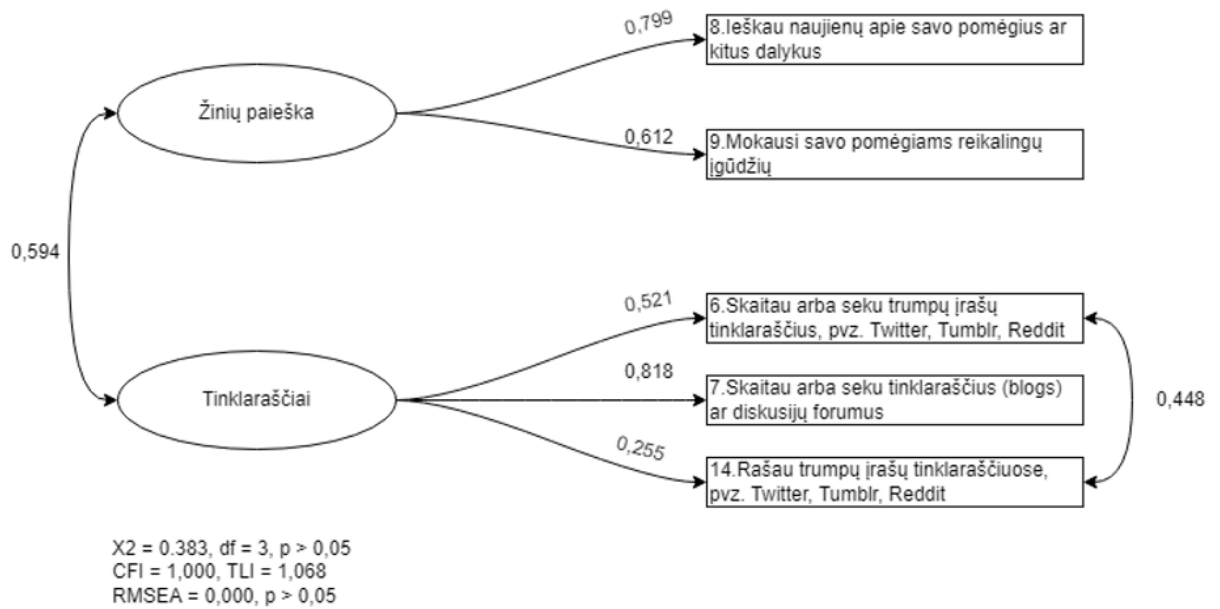 0,799
8.Ieškau naujienų apie savo pomėgius ar
kitus dalykus
Žinių paieška
0,612
9.Mokausi savo pomėgiams reikalingų
įgūdžių
0,594
0,521
6.Skaitau arba seku trumpų įrašų
tinklaraščius, pvz. Twitter, Tumblr, Reddit
Tinklaraščiai
0,818
7.Skaitau arba seku tinklaraščius (blogs)
ar diskusijų forumus
0,448
0,255
14.Rašau trumpų įrašų tinklaraščiuose,
pvz. Twitter, Tumblr, Reddit
X2 = 0.383, df = 3, p > 0,05
CFI = 1,000, TLI = 1,068
RMSEA = 0,000, p > 0,05